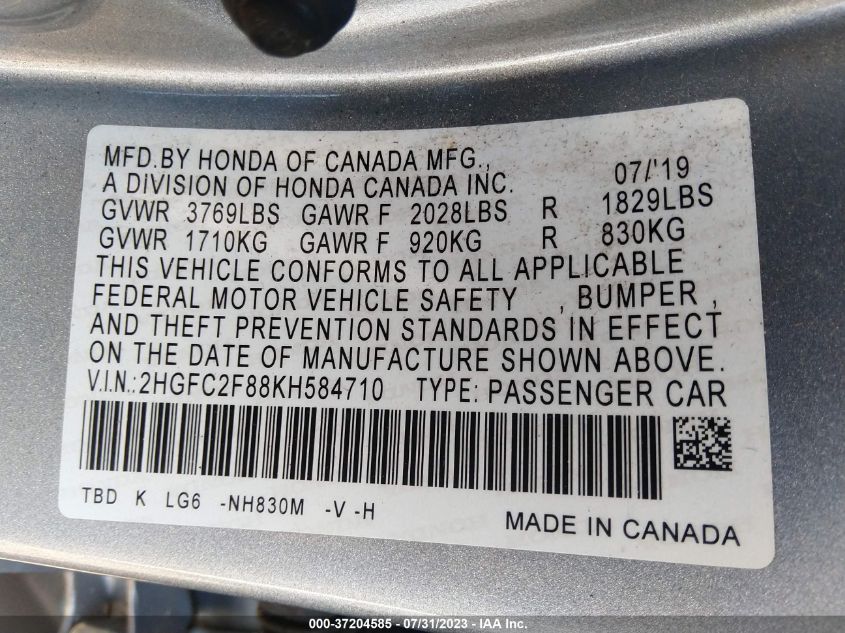 MFD.BY HONDA OF CANADA MFG.,
A DIVISION OF HONDA CANADA INC. 07/'19
GVWR 3769LBS GAWR F 2028LBS R 1829LBS
GVWR 1710KG GAWR F 920KG R 830KG
THIS VEHICLE CONFORMS TO ALL APPLICABLE
FEDERAL MOTOR VEHICLE SAFETY , BUMPER ,
AND THEFT PREVENTION STANDARDS IN EFFECT
ON THE DATE OF MANUFACTURE SHOWN ABOVE.
V.I.N.:2HGFC2F88KH584710 TYPE: PASSENGER CAR
TBD K LG6 -NH830M -V -H
MADE IN CANADA
000-37204585 - 07/31/2023 - IAA Inc.